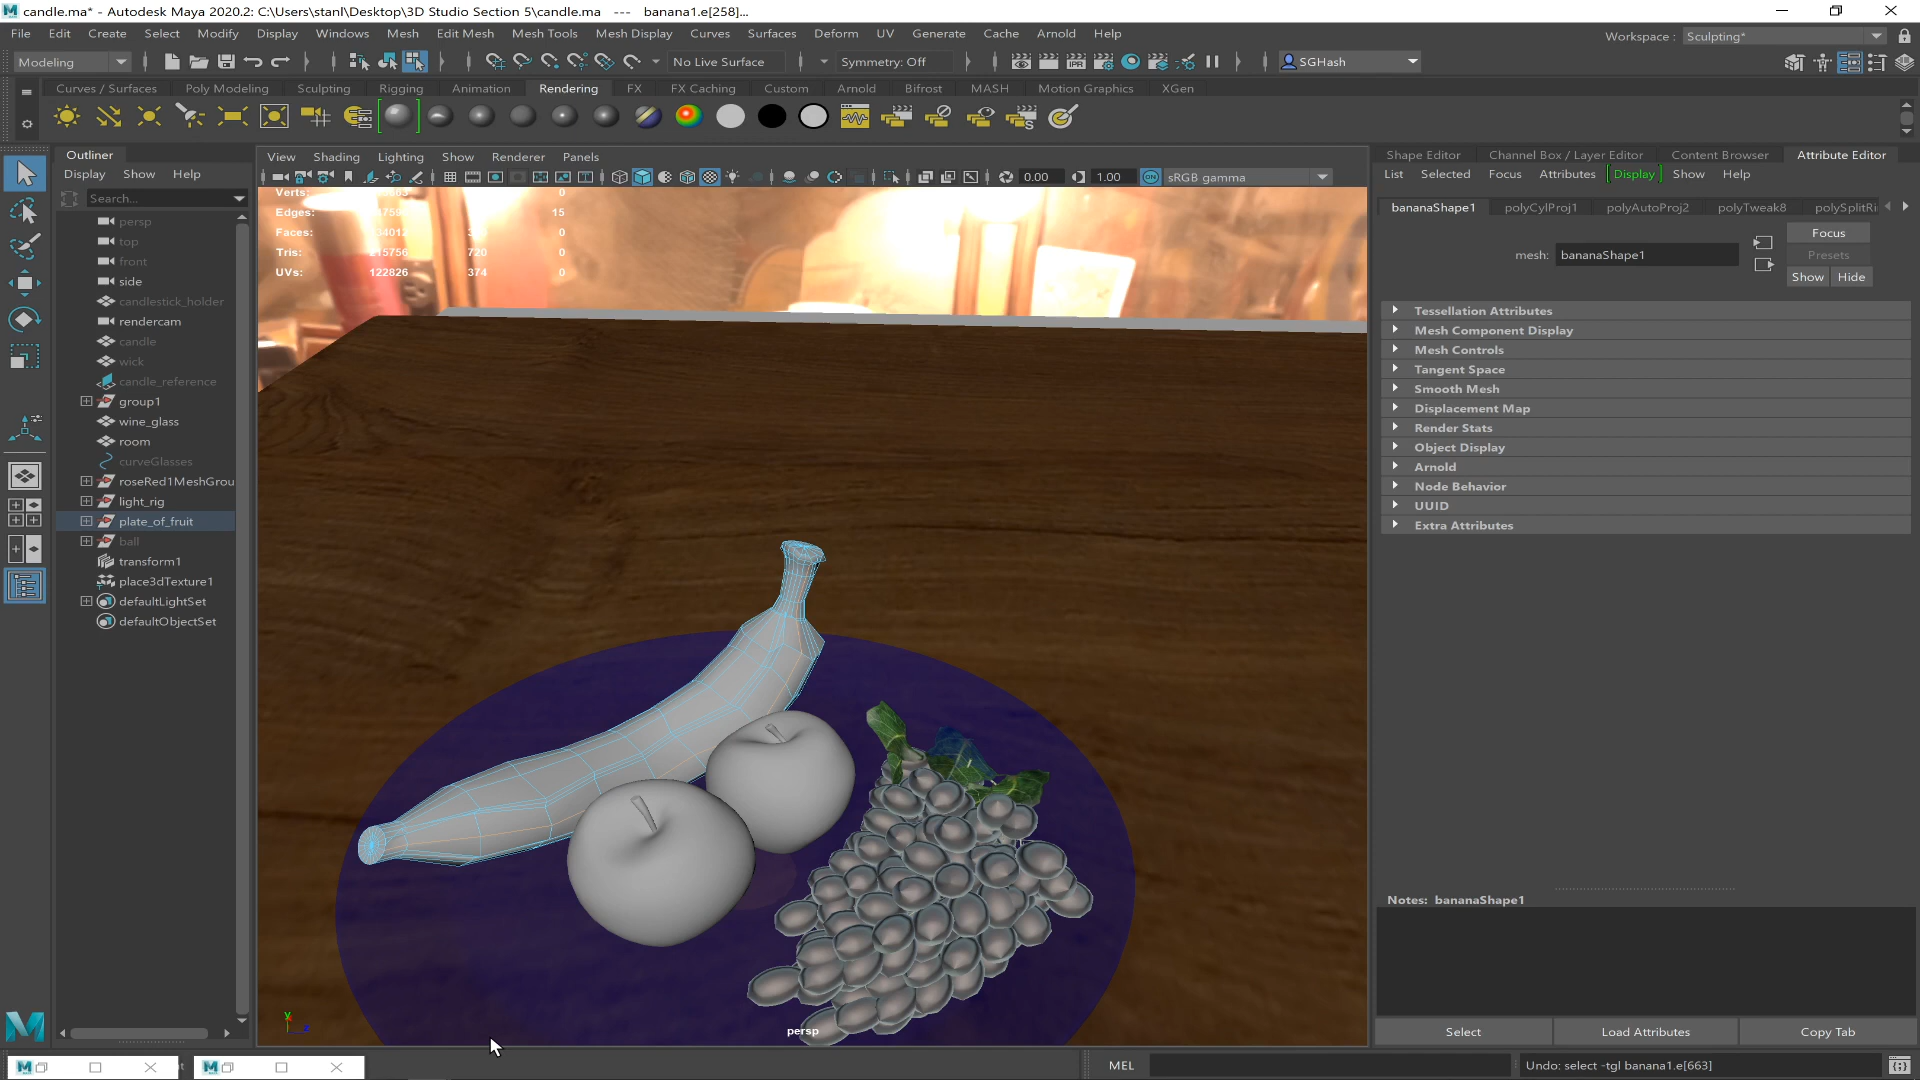 candle.ma* - Autodesk Maya 2020.2: C:\Users\stanl\Desktop\3D Studio Section 5\candle.ma --- banana1.e[258]...
File Edit Create Select Modify Display Windows Mesh Edit Mesh Mesh Tools Mesh Display Curves Surfaces Deform UV Generate Cache Arnold Help
Workspace : Sculpting*
Modeling No Live Surface Symmetry: Off SGHash
Curves / Surfaces Poly Modeling Sculpting Rigging Animation Rendering FX FX Caching Custom Arnold Bifrost MASH Motion Graphics XGen
Outliner
Display Show Help
Search...
persp
top
front
side
candlestick_holder
rendercam
candle
wick
candle_reference
group1
wine_glass
room
curveGlasses
roseRed1MeshGrou
light_rig
plate_of_fruit
ball
transform1
place3dTexture1
defaultLightSet
defaultObjectSet
View Shading Lighting Show Renderer Panels
0.00 1.00 ON sRGB gamma
Verts: 0
Edges: 15
Faces: 0
Tris: 720 0
UVs: 122826 374 0
persp
Shape Editor Channel Box / Layer Editor Content Browser Attribute Editor
List Selected Focus Attributes Display Show Help
bananaShape1 polyCylProj1 polyAutoProj2 polyTweak8 polySplitRi
Focus
mesh: bananaShape1
Presets
Show Hide
Tessellation Attributes
Mesh Component Display
Mesh Controls
Tangent Space
Smooth Mesh
Displacement Map
Render Stats
Object Display
Arnold
Node Behavior
UUID
Extra Attributes
Notes: bananaShape1
Select Load Attributes Copy Tab
MEL
Undo: select -tgl banana1.e[663]